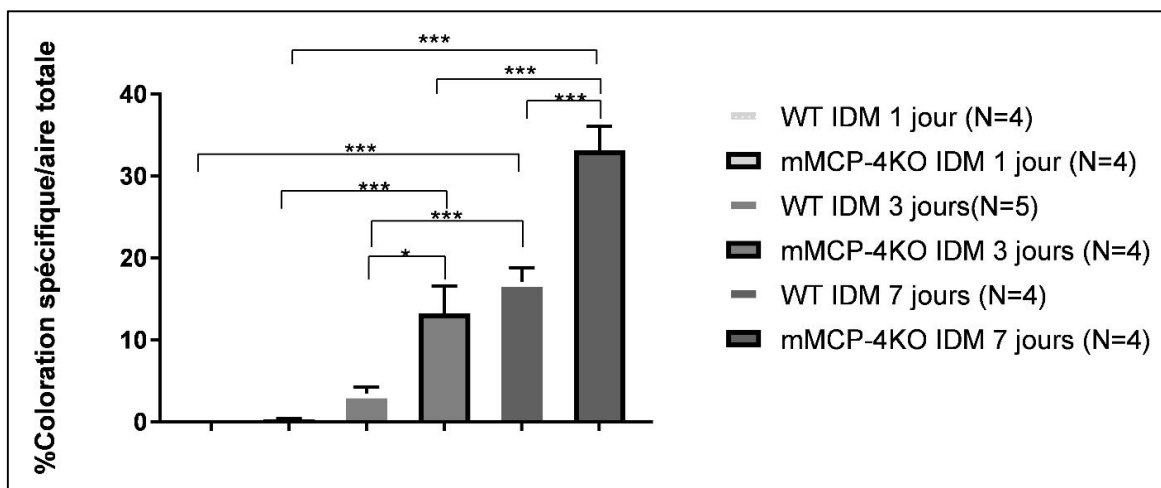 %Coloration spécifique/aire totale
***
***
***
40
***
30
***
***
20
*
10
0
WT IDM 1 jour (N=4)
mMCP-4KO IDM 1 jour (N=4)
WT IDM 3 jours(N=5)
mMCP-4KO IDM 3 jours (N=4)
WT IDM 7 jours (N=4)
mMCP-4KO IDM 7 jours (N=4)